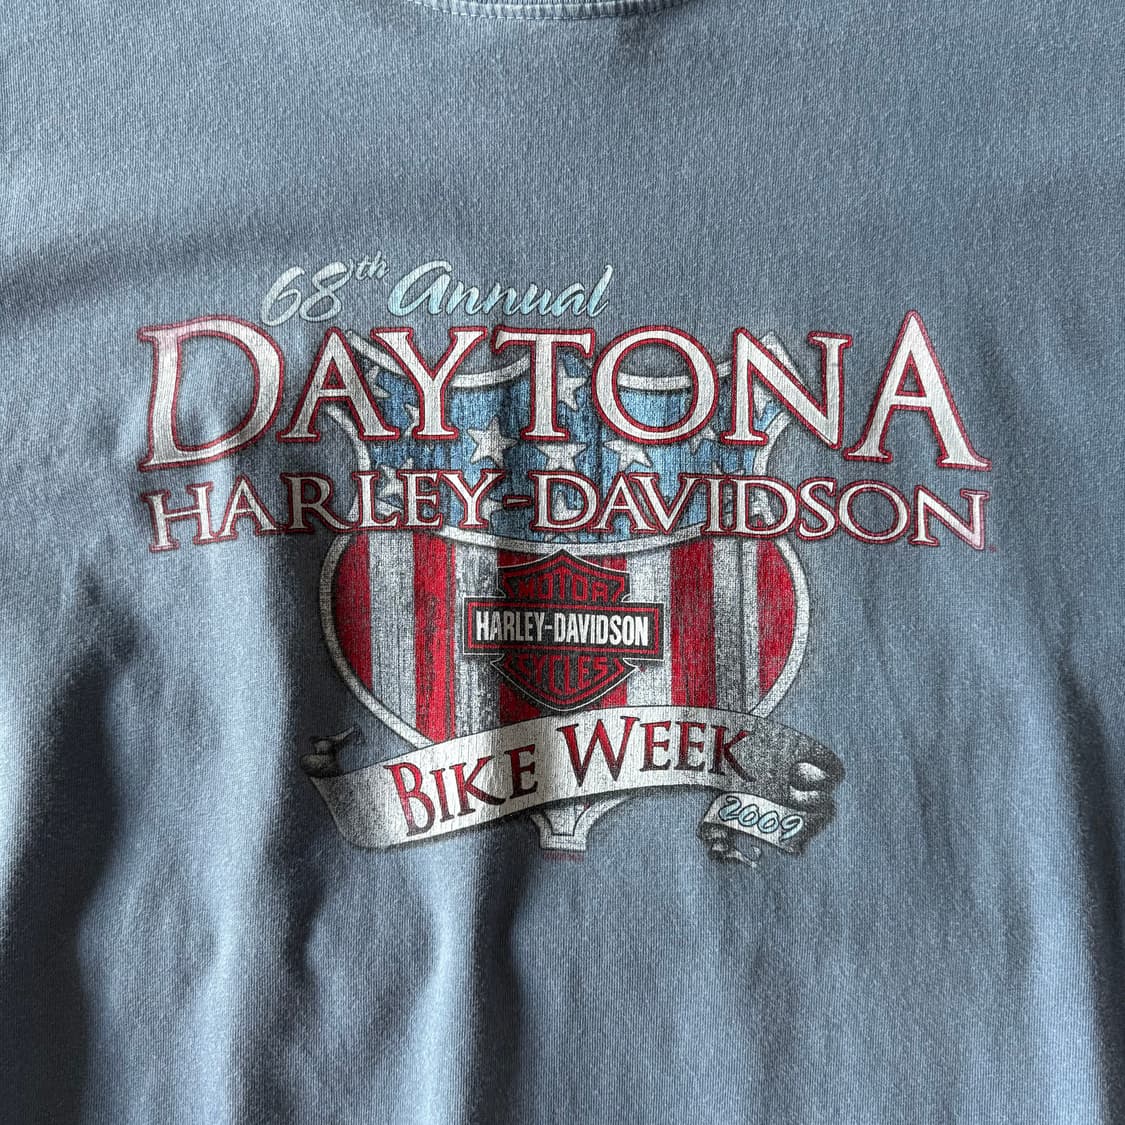 68th Annual
DAYTONA
HARLEY-DAVIDSON
MOTOR
HARLEY-DAVIDSON
CYCLES
BIKE WEEK
2009